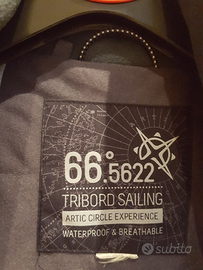 66.°5622
TRIBORD SAILING
ARTIC CIRCLE EXPERIENCE
WATERPROOF & BREATHABLE
subito